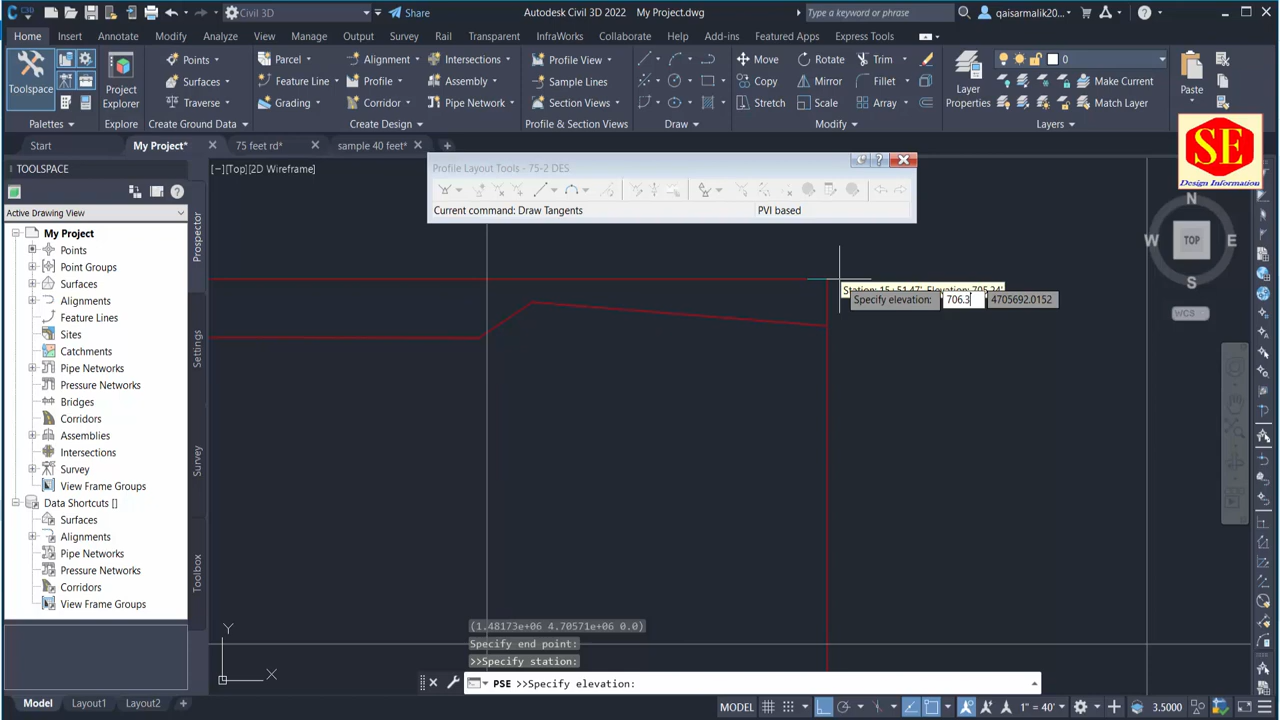 Civil 3D
Share
Autodesk Civil 3D 2022 My Project.dwg
Type a keyword or phrase
qaisarmalik20...
Home Insert Annotate Modify Analyze View Manage Output Survey Rail Transparent InfraWorks Collaborate Help Add-ins Featured Apps Express Tools
Toolspace
Project
Explorer
Points
Surfaces
Traverse
Parcel
Feature Line
Grading
Alignment
Profile
Corridor
Intersections
Assembly
Pipe Network
Profile View
Sample Lines
Section Views
Move
Copy
Stretch
Rotate
Mirror
Scale
Trim
Fillet
Array
Layer
Properties
0
Make Current
Match Layer
Paste
Palettes Explore Create Ground Data Create Design Profile & Section Views Draw Modify Layers
Start My Project* 75 feet rd* sample 40 feet*
SE
Design Information
TOOLSPACE
Active Drawing View
My Project
Points
Point Groups
Surfaces
Alignments
Feature Lines
Sites
Catchments
Pipe Networks
Pressure Networks
Bridges
Corridors
Assemblies
Intersections
Survey
View Frame Groups
Data Shortcuts []
Surfaces
Alignments
Pipe Networks
Pressure Networks
Corridors
View Frame Groups
Prospector
Settings
Survey
Toolbox
[−][Top][2D Wireframe]
Profile Layout Tools - 75-2 DES
Current command: Draw Tangents PVI based
N
W TOP E
S
WCS
Station: 15+51.47', Elevation: 705.24'
Specify elevation: 706.3 4705692.0152
Y
X
(1.48173e+06 4.70571e+06 0.0)
Specify end point:
>>Specify station:
PSE >>Specify elevation:
Model Layout1 Layout2
MODEL 1" = 40' 3.5000